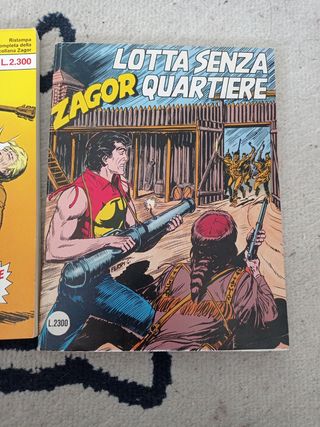 Ristampa
completa della
collana Zagor
L.2.300
LOTTA SENZA
QUARTIERE
ZAGOR
L.2300